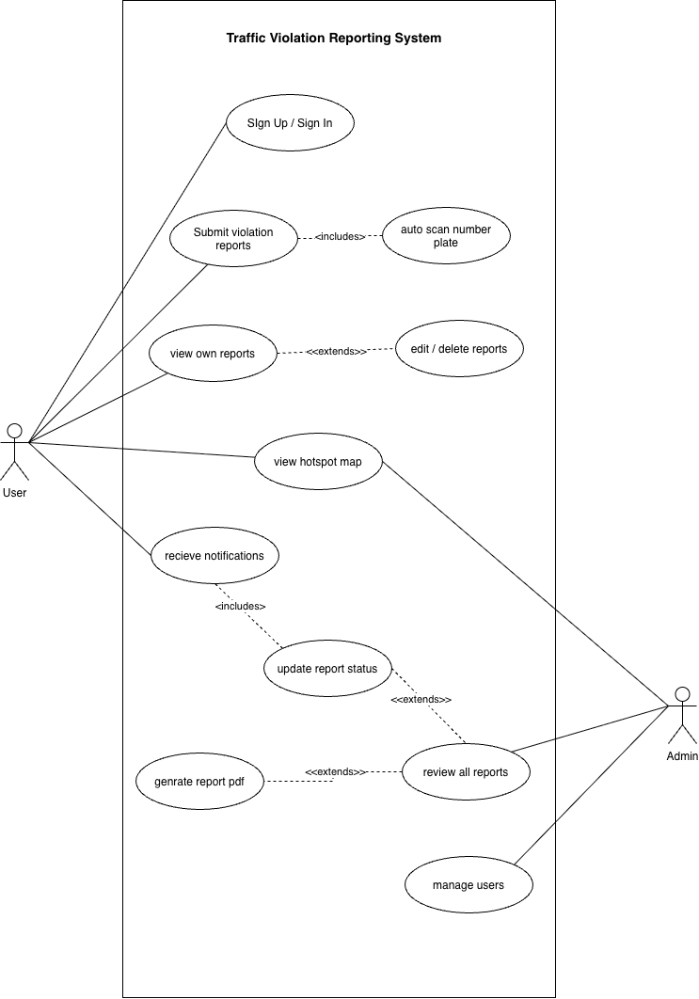 Traffic Violation Reporting System
SIgn Up / Sign In
Submit violation
reports
<includes>
auto scan number
plate
view own reports
<<extends>>
edit / delete reports
view hotspot map
User
recieve notifications
<includes>
update report status
<<extends>>
Admin
genrate report pdf
<<extends>>
review all reports
manage users